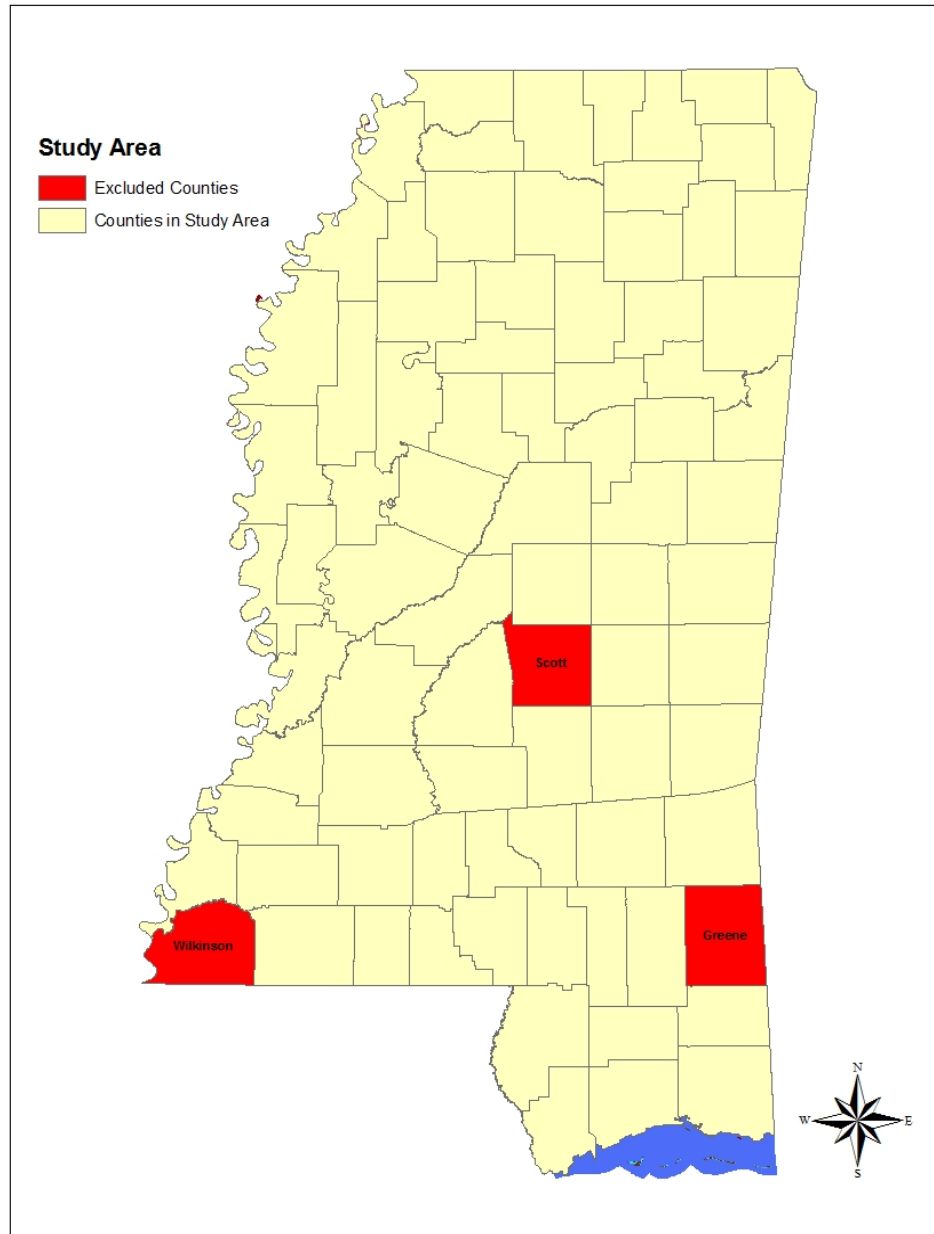 Study Area
Excluded Counties
Counties in Study Area
Scott
Wilkinson
Greene
N
W E
S